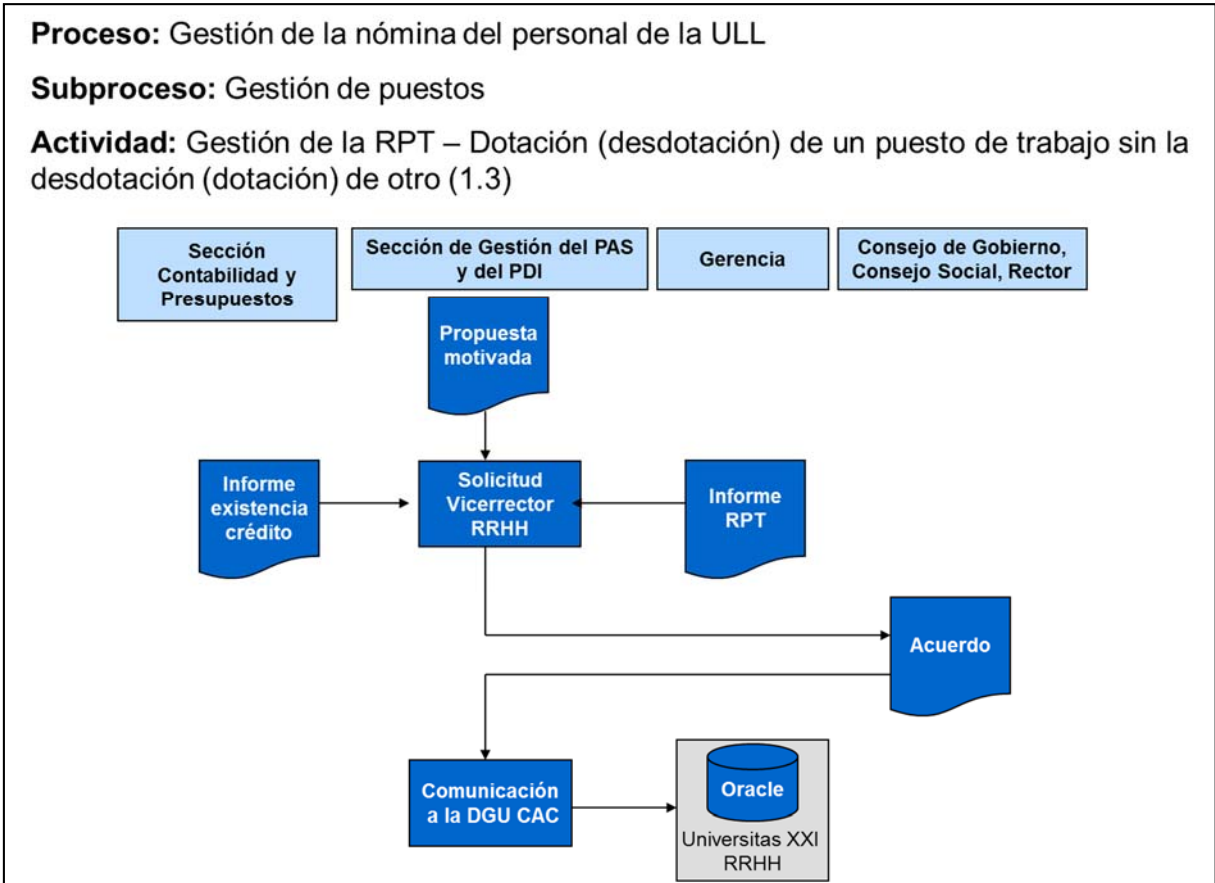 Proceso: Gestión de la nómina del personal de la ULL
Subproceso: Gestión de puestos
Actividad: Gestión de la RPT – Dotación (desdotación) de un puesto de trabajo sin la
desdotación (dotación) de otro (1.3)
Sección
Contabilidad y
Presupuestos
Sección de Gestión del PAS
y del PDI
Gerencia
Consejo de Gobierno,
Consejo Social, Rector
Propuesta
motivada
Informe
existencia
crédito
Solicitud
Vicerrector
RRHH
Informe
RPT
Acuerdo
Comunicación
a la DGU CAC
Oracle
Universitas XXI
RRHH